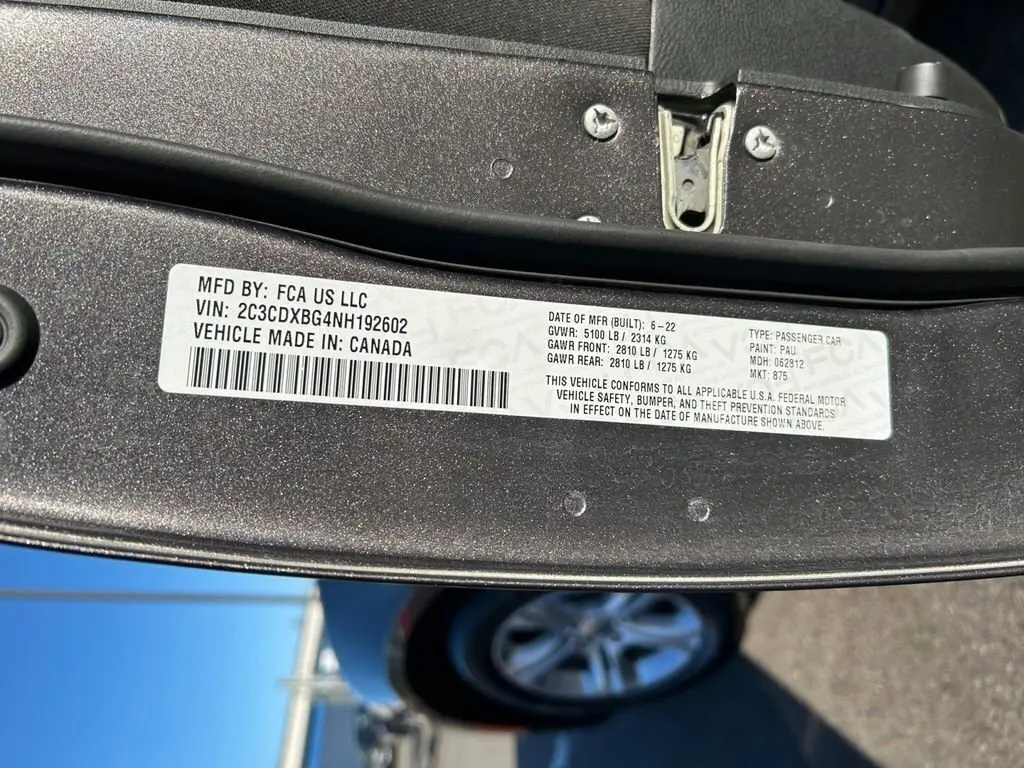 MFD BY: FCA US LLC
VIN: 2C3CDXBG4NH192602
VEHICLE MADE IN: CANADA
DATE OF MFR (BUILT): 6-22
GVWR: 5100 LB / 2314 KG
GAWR FRONT: 2810 LB / 1275 KG
GAWR REAR: 2810 LB / 1275 KG
TYPE: PASSENGER CAR
PAINT: PAU
MDH: 062912
MKT: 875
THIS VEHICLE CONFORMS TO ALL APPLICABLE U.S.A. FEDERAL MOTOR
VEHICLE SAFETY, BUMPER, AND THEFT PREVENTION STANDARDS
IN EFFECT ON THE DATE OF MANUFACTURE SHOWN ABOVE.